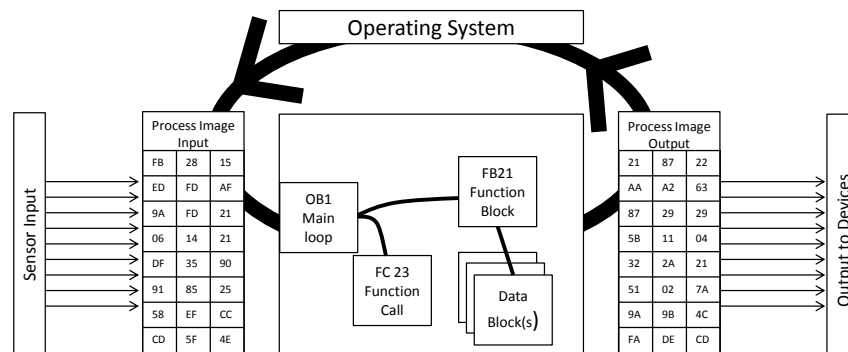 Operating System
Sensor Input
Process Image
Input
FB 28 15
ED FD AF
9A FD 21
06 14 21
DF 35 90
91 85 25
58 EF CC
CD 5F 4E
OB1
Main
loop
FC 23
Function
Call
FB21
Function
Block
Data
Block(s)
Process Image
Output
21 87 22
AA A2 63
87 29 29
5B 11 04
32 2A 21
51 02 7A
9A 9B 4C
FA DE CD
Output to Devices